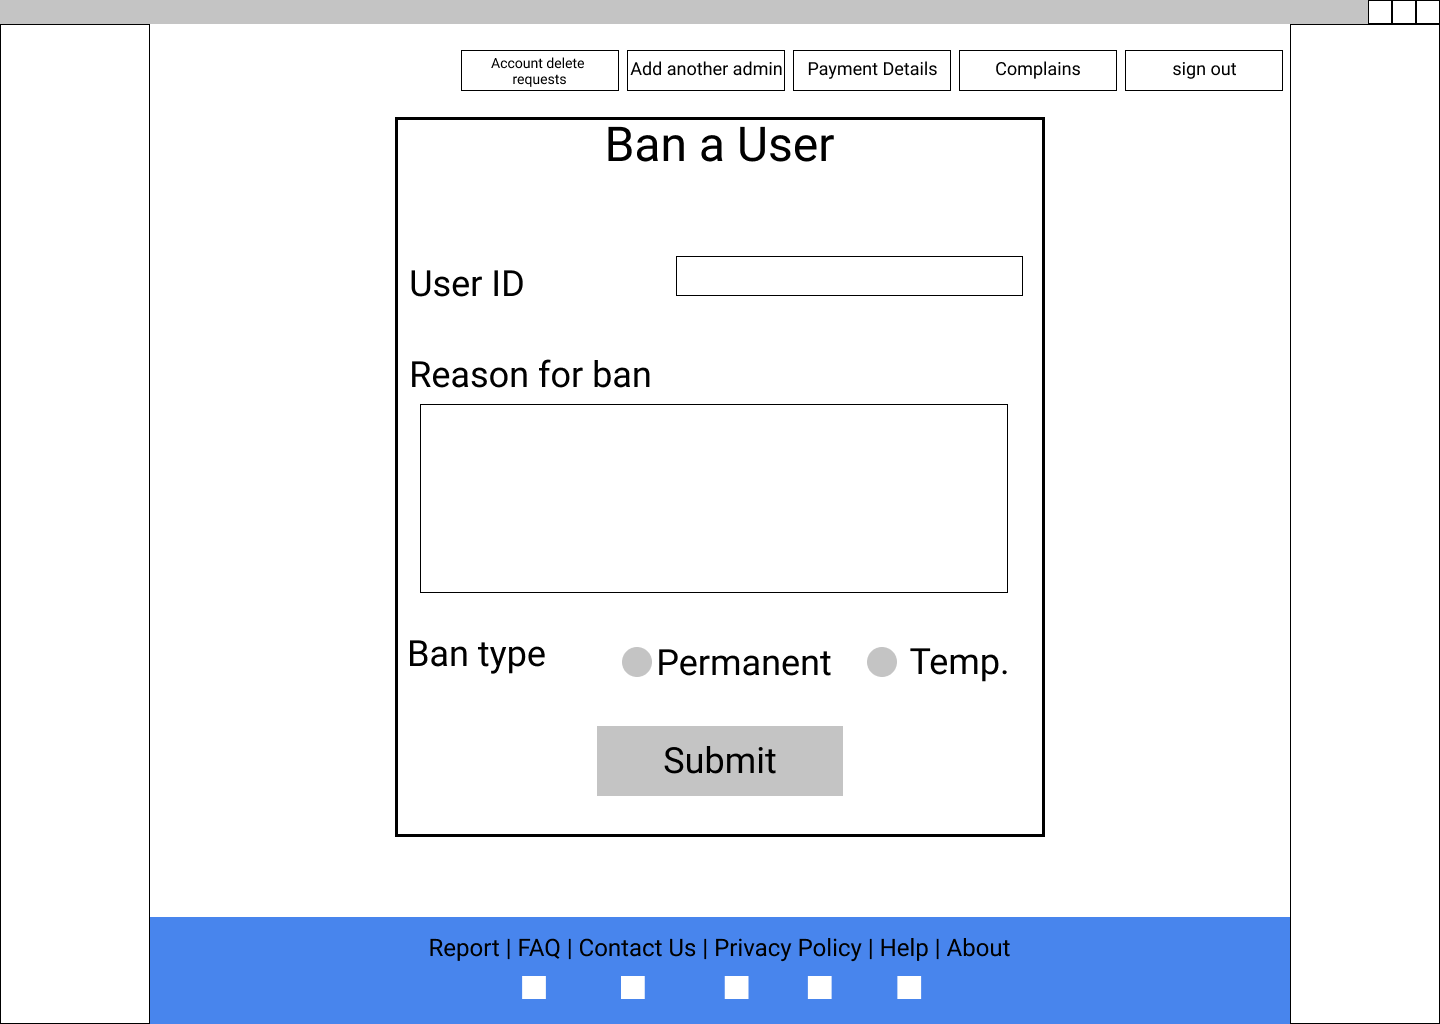 Account delete
requests
Add another admin
Payment Details
Complains
sign out
Ban a User
User ID
Reason for ban
Ban type
Permanent
Temp.
Submit
Report | FAQ | Contact Us | Privacy Policy | Help | About